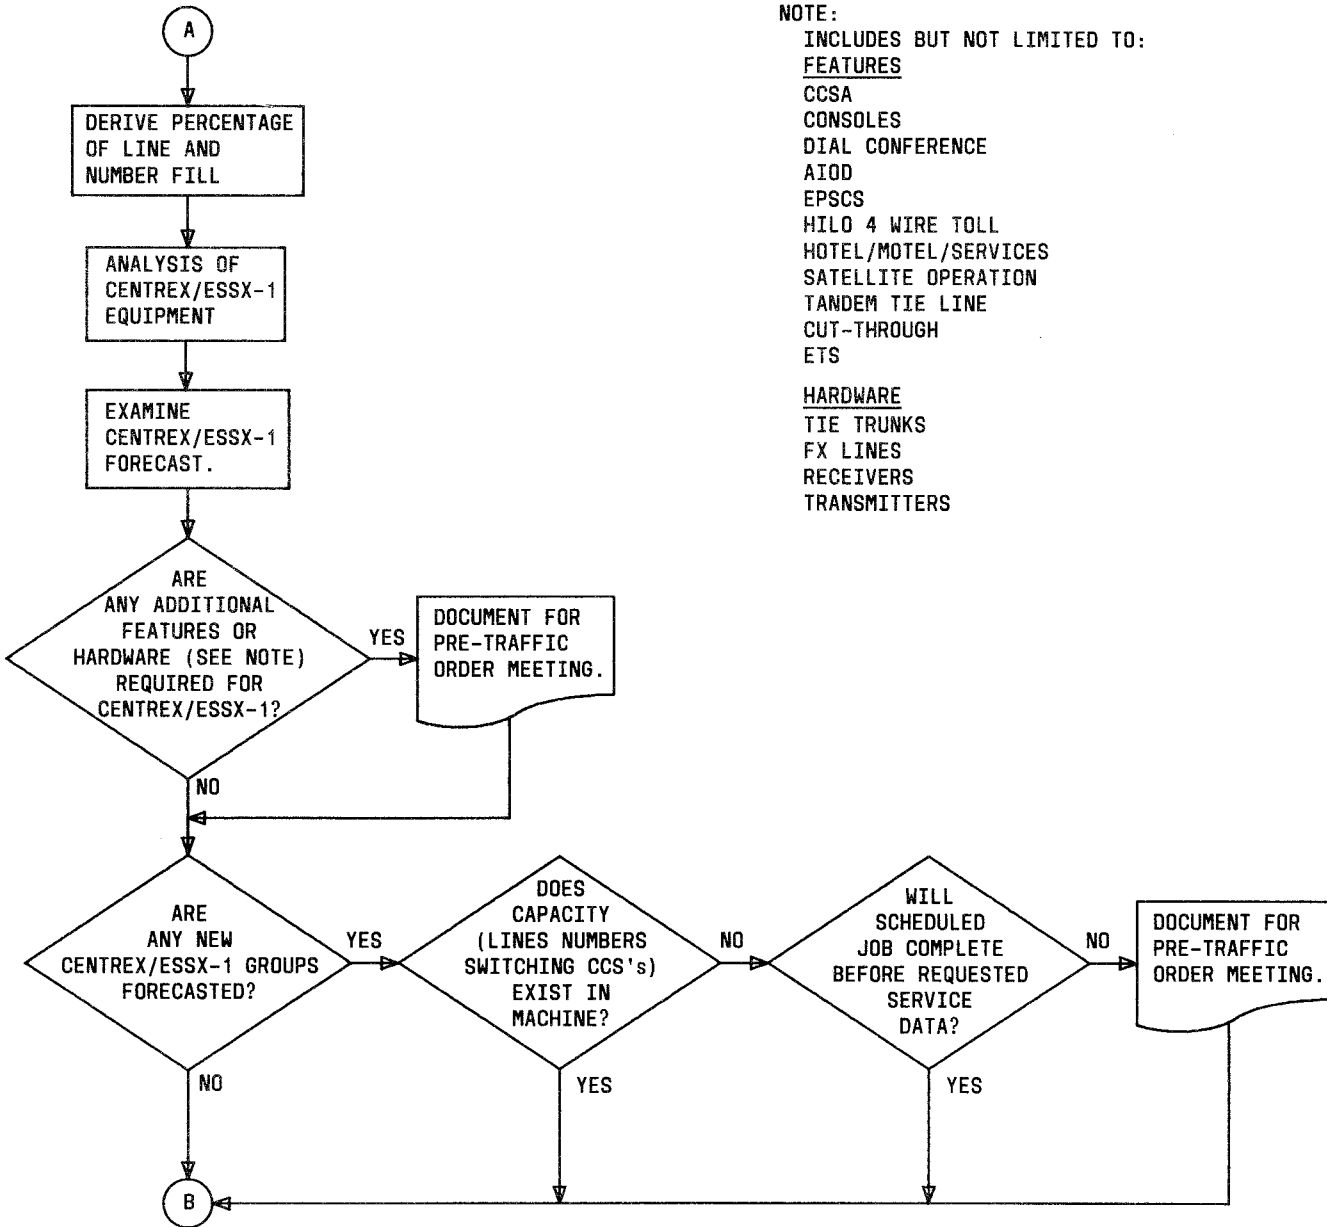 A
DERIVE PERCENTAGE
OF LINE AND
NUMBER FILL
ANALYSIS OF
CENTREX/ESSX-1
EQUIPMENT
EXAMINE
CENTREX/ESSX-1
FORECAST.
NOTE:
INCLUDES BUT NOT LIMITED TO:
FEATURES
CCSA
CONSOLES
DIAL CONFERENCE
AIOD
EPSCS
HILO 4 WIRE TOLL
HOTEL/MOTEL/SERVICES
SATELLITE OPERATION
TANDEM TIE LINE
CUT-THROUGH
ETS
HARDWARE
TIE TRUNKS
FX LINES
RECEIVERS
TRANSMITTERS
ARE
ANY ADDITIONAL
FEATURES OR
HARDWARE (SEE NOTE)
REQUIRED FOR
CENTREX/ESSX-1?
YES
DOCUMENT FOR
PRE-TRAFFIC
ORDER MEETING.
NO
ARE
ANY NEW
CENTREX/ESSX-1 GROUPS
FORECASTED?
YES
DOES
CAPACITY
(LINES NUMBERS
SWITCHING CCS's)
EXIST IN
MACHINE?
NO
WILL
SCHEDULED
JOB COMPLETE
BEFORE REQUESTED
SERVICE
DATA?
NO
DOCUMENT FOR
PRE-TRAFFIC
ORDER MEETING.
NO
YES
YES
B